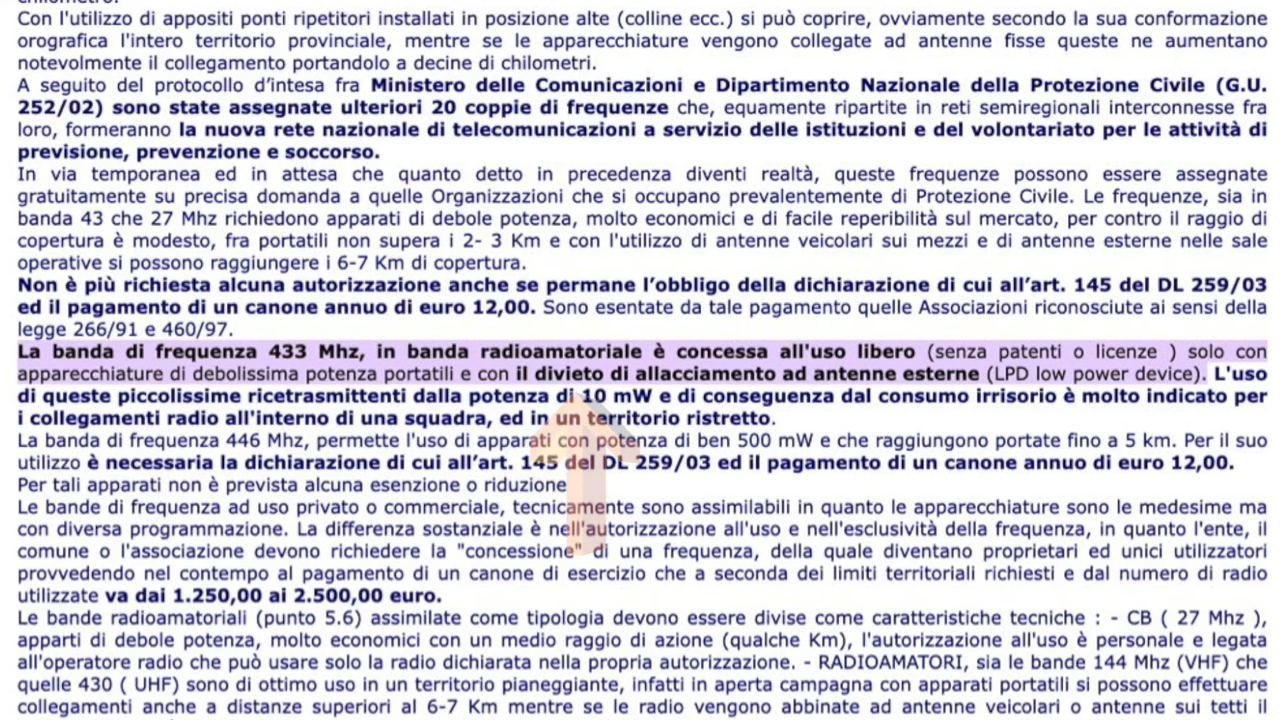 chilometro.
Con l'utilizzo di appositi ponti ripetitori installati in posizione alte (colline ecc.) si può coprire, ovviamente secondo la sua conformazione
orografica l'intero territorio provinciale, mentre se le apparecchiature vengono collegate ad antenne fisse queste ne aumentano
notevolmente il collegamento portandolo a decine di chilometri.
A seguito del protocollo d'intesa fra Ministero delle Comunicazioni e Dipartimento Nazionale della Protezione Civile (G.U.
252/02) sono state assegnate ulteriori 20 coppie di frequenze che, equamente ripartite in reti semiregionali interconnesse fra
loro, formeranno la nuova rete nazionale di telecomunicazioni a servizio delle istituzioni e del volontariato per le attività di
previsione, prevenzione e soccorso.
In via temporanea ed in attesa che quanto detto in precedenza diventi realtà, queste frequenze possono essere assegnate
gratuitamente su precisa domanda a quelle Organizzazioni che si occupano prevalentemente di Protezione Civile. Le frequenze, sia in
banda 43 che 27 Mhz richiedono apparati di debole potenza, molto economici e di facile reperibilità sul mercato, per contro il raggio di
copertura è modesto, fra portatili non supera i 2- 3 Km e con l'utilizzo di antenne veicolari sui mezzi e di antenne esterne nelle sale
operative si possono raggiungere i 6-7 Km di copertura.
Non è più richiesta alcuna autorizzazione anche se permane l'obbligo della dichiarazione di cui all'art. 145 del DL 259/03
ed il pagamento di un canone annuo di euro 12,00. Sono esentate da tale pagamento quelle Associazioni riconosciute ai sensi della
legge 266/91 e 460/97.
La banda di frequenza 433 Mhz, in banda radioamatoriale è concessa all'uso libero (senza patenti o licenze ) solo con
apparecchiature di debolissima potenza portatili e con il divieto di allacciamento ad antenne esterne (LPD low power device). L'uso
di queste piccolissime ricetrasmittenti dalla potenza di 10 mW e di conseguenza dal consumo irrisorio è molto indicato per
i collegamenti radio all'interno di una squadra, ed in un territorio ristretto.
La banda di frequenza 446 Mhz, permette l'uso di apparati con potenza di ben 500 mW e che raggiungono portate fino a 5 km. Per il suo
utilizzo è necessaria la dichiarazione di cui all'art. 145 del DL 259/03 ed il pagamento di un canone annuo di euro 12,00.
Per tali apparati non è prevista alcuna esenzione o riduzione
Le bande di frequenza ad uso privato o commerciale, tecnicamente sono assimilabili in quanto le apparecchiature sono le medesime ma
con diversa programmazione. La differenza sostanziale è nell'autorizzazione all'uso e nell'esclusività della frequenza, in quanto l'ente, il
comune o l'associazione devono richiedere la "concessione" di una frequenza, della quale diventano proprietari ed unici utilizzatori
provvedendo nel contempo al pagamento di un canone di esercizio che a seconda dei limiti territoriali richiesti e dal numero di radio
utilizzate va dai 1.250,00 ai 2.500,00 euro.
Le bande radioamatoriali (punto 5.6) assimilate come tipologia devono essere divise come caratteristiche tecniche : - CB ( 27 Mhz ),
apparti di debole potenza, molto economici con un medio raggio di azione (qualche Km), l'autorizzazione all'uso è personale e legata
all'operatore radio che può usare solo la radio dichiarata nella propria autorizzazione. - RADIOAMATORI, sia le bande 144 Mhz (VHF) che
quelle 430 ( UHF) sono di ottimo uso in un territorio pianeggiante, infatti in aperta campagna con apparati portatili si possono effettuare
collegamenti anche a distanze superiori al 6-7 Km mentre se le radio vengono abbinate ad antenne veicolari o antenne sui tetti il